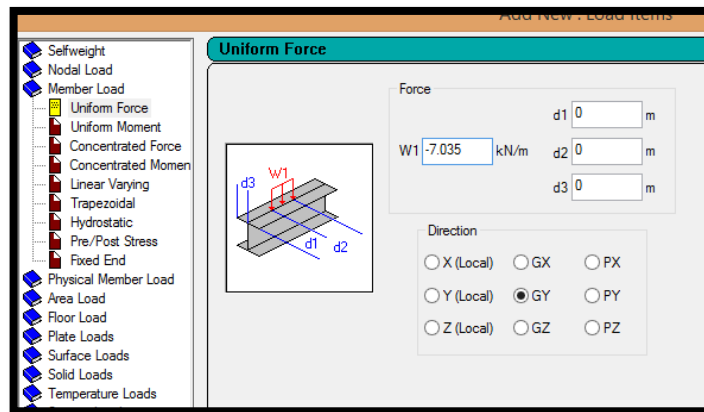 Add New : Load Items
Selfweight
Nodal Load
Member Load
Uniform Force
Uniform Moment
Concentrated Force
Concentrated Momen
Linear Varying
Trapezoidal
Hydrostatic
Pre/Post Stress
Fixed End
Physical Member Load
Area Load
Floor Load
Plate Loads
Surface Loads
Solid Loads
Temperature Loads
Uniform Force
W1
d3
d1
d2
Force
d1 0 m
W1 -7.035 kN/m
d2 0 m
d3 0 m
Direction
X (Local) GX PX
Y (Local) GY PY
Z (Local) GZ PZ